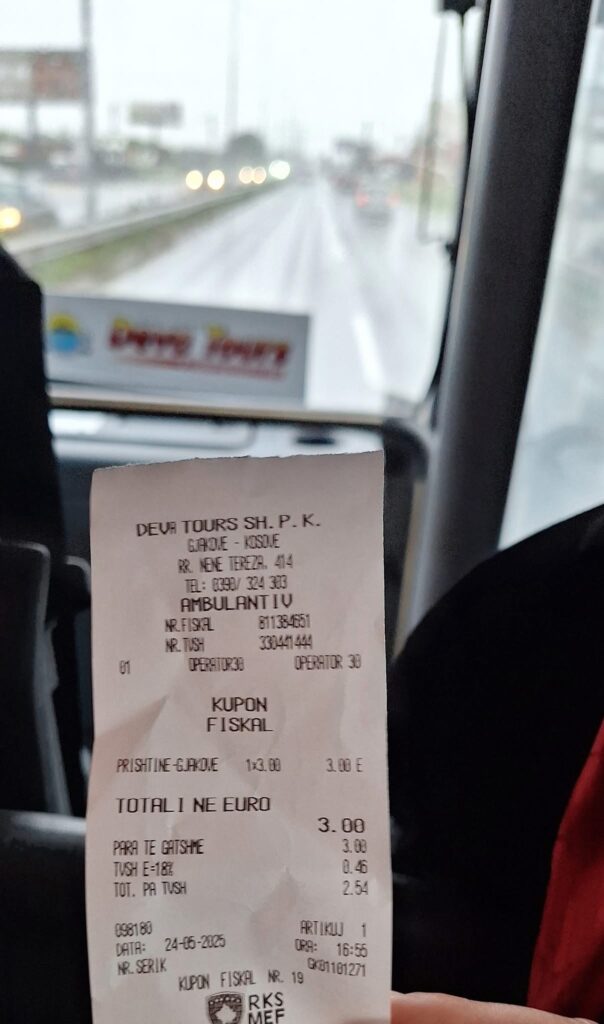 Deva Tours
DEVA TOURS SH.P.K.
GJAKOVE - KOSOVE
RR. NENE TEREZA, 414
TEL: 0390/ 324 303
AMBULANTIV
NR.FISKAL 811384651
NR.TVSH 330441444
01 OPERATOR30 OPERATOR 30
KUPON
FISKAL
PRISHTINE-GJAKOVE 1x3.00 3.00 E
TOTALI NE EURO
3.00
PARA TE GATSHME 3.00
TVSH E=18% 0.46
TOT. PA TVSH 2.54
098180 ARTIKUJ 1
DATA: 24-05-2025 ORA: 16:55
NR.SERIK GK01101271
KUPON FISKAL NR. 19
RKS
MEF